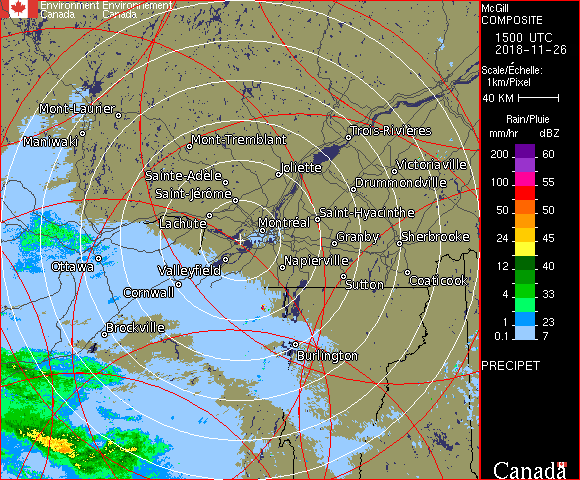 Environment Environnement
Canada Canada
McGill
COMPOSITE
1500 UTC
2018-11-26
Scale/Échelle:
1km/Pixel
40 KM
Rain/Pluie
mm/hr dBZ
200 60
150 55
100 55
50 50
24 45
12 40
4 33
1 23
0.1 7
PRECIPET
Canada
Mont-Laurier
Maniwaki
Mont-Tremblant
Trois-Rivières
Joliette
Victoriaville
Sainte-Adèle
Drummondville
Saint-Jérôme
Lachute
Saint-Hyacinthe
Montréal
Granby
Sherbrooke
Ottawa
Valleyfield
Napierville
Cornwall
Sutton
Coaticook
Brockville
Burlington